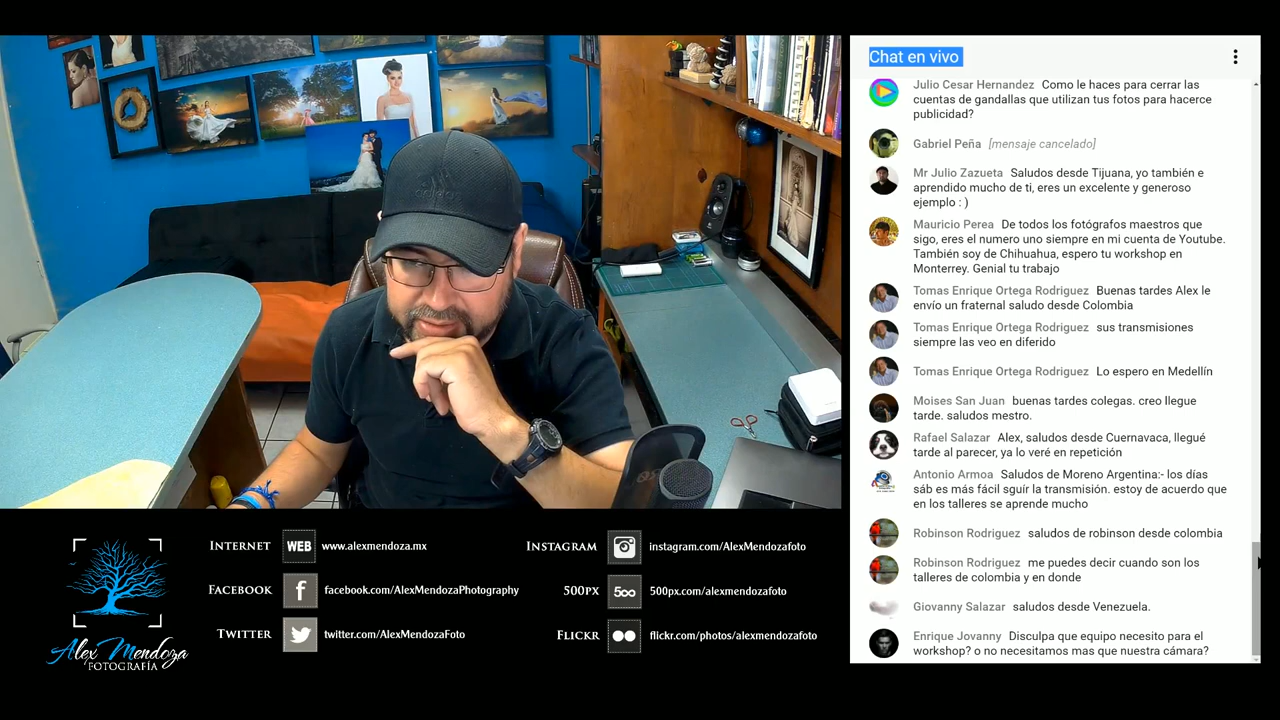 Chat en vivo
Julio Cesar Hernandez Como le haces para cerrar las
cuentas de gandallas que utilizan tus fotos para hacerce
publicidad?
Gabriel Peña [mensaje cancelado]
Mr Julio Zazueta Saludos desde Tijuana, yo también e
aprendido mucho de ti, eres un excelente y generoso
ejemplo : )
Mauricio Perea De todos los fotógrafos maestros que
sigo, eres el numero uno siempre en mi cuenta de Youtube.
También soy de Chihuahua, espero tu workshop en
Monterrey. Genial tu trabajo
Tomas Enrique Ortega Rodriguez Buenas tardes Alex le
envío un fraternal saludo desde Colombia
Tomas Enrique Ortega Rodriguez sus transmisiones
siempre las veo en diferido
Tomas Enrique Ortega Rodriguez Lo espero en Medellín
Moises San Juan buenas tardes colegas. creo llegue
tarde. saludos mestro.
Rafael Salazar Alex, saludos desde Cuernavaca, llegué
tarde al parecer, ya lo veré en repetición
Antonio Armoa Saludos de Moreno Argentina:- los días
sáb es más fácil sguír la transmisión. estoy de acuerdo que
en los talleres se aprende mucho
Robinson Rodriguez saludos de robinson desde colombia
Robinson Rodriguez me puedes decir cuando son los
talleres de colombia y en donde
Giovanny Salazar saludos desde Venezuela.
Enrique Jovanny Disculpa que equipo necesito para el
workshop? o no necesitamos mas que nuestra cámara?
INTERNET WEB www.alexmendoza.mx
FACEBOOK f facebook.com/AlexMendozaPhotography
TWITTER twitter.com/AlexMendozaFoto
INSTAGRAM instagram.com/AlexMendozafoto
500PX 500 500px.com/alexmendozafoto
FLICKR flickr.com/photos/alexmendozafoto
Alex Mendoza
FOTOGRAFÍA